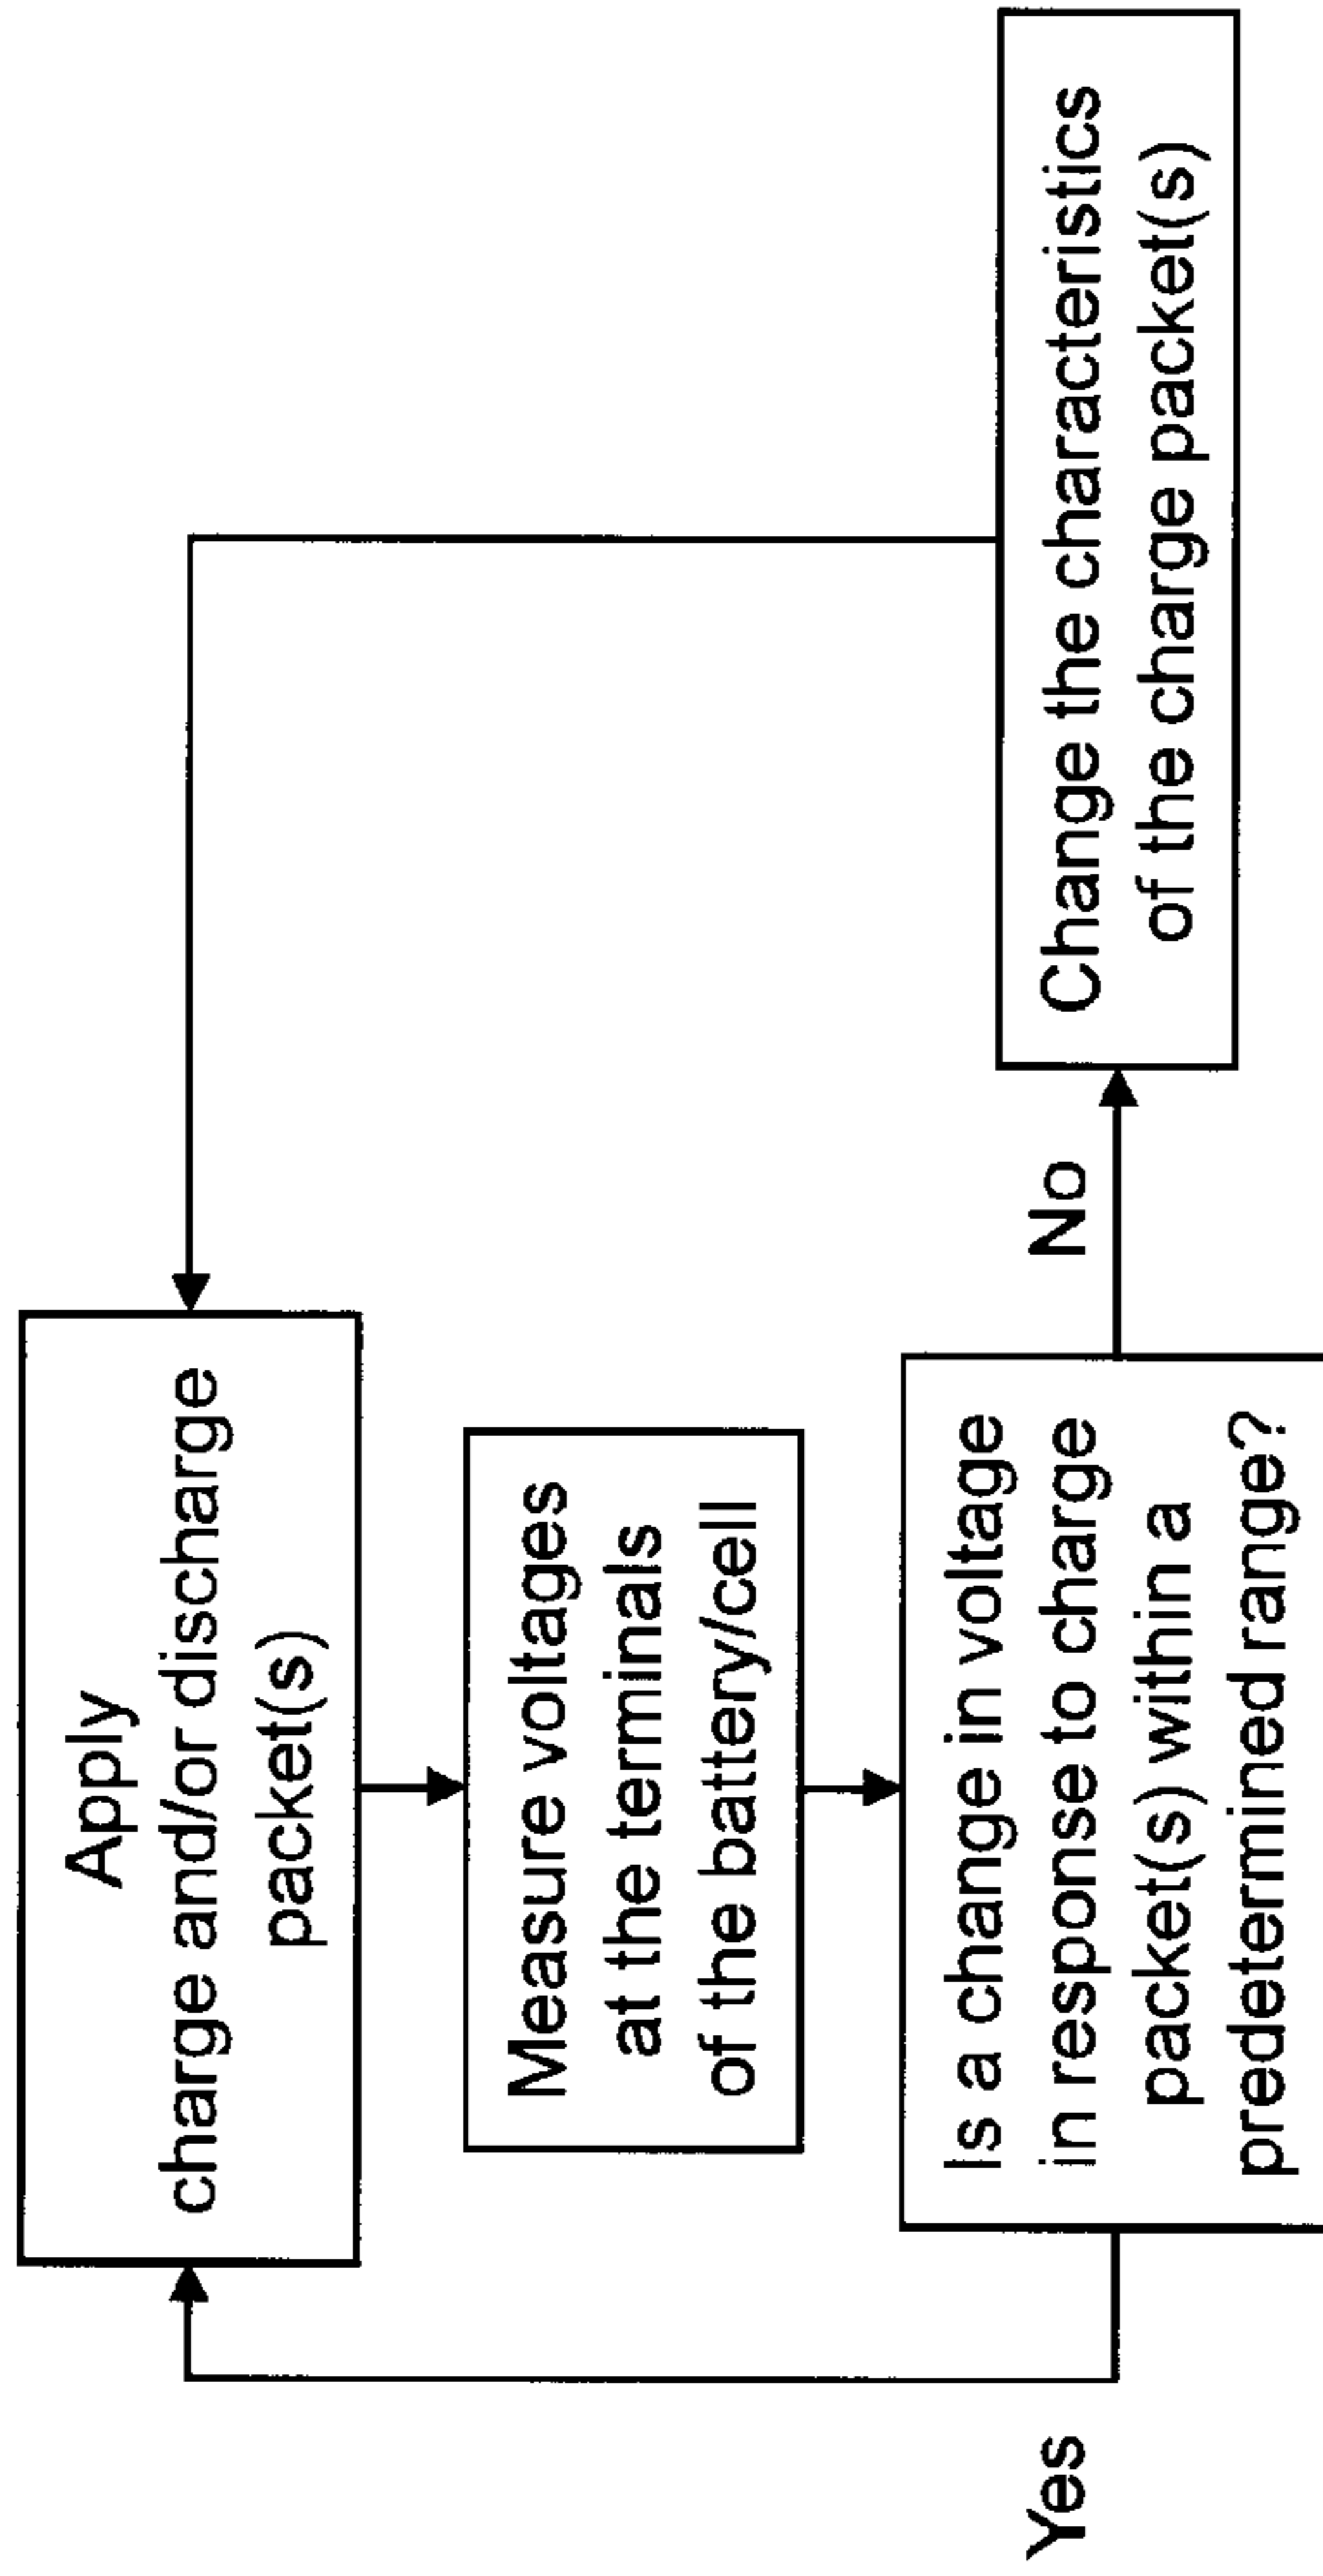 Apply
charge and/or discharge
packet(s)
Measure voltages
at the terminals
of the battery/cell
Is a change in voltage
in response to charge
packet(s) within a
predetermined range?
Yes
No
Change the characteristics
of the charge packet(s)